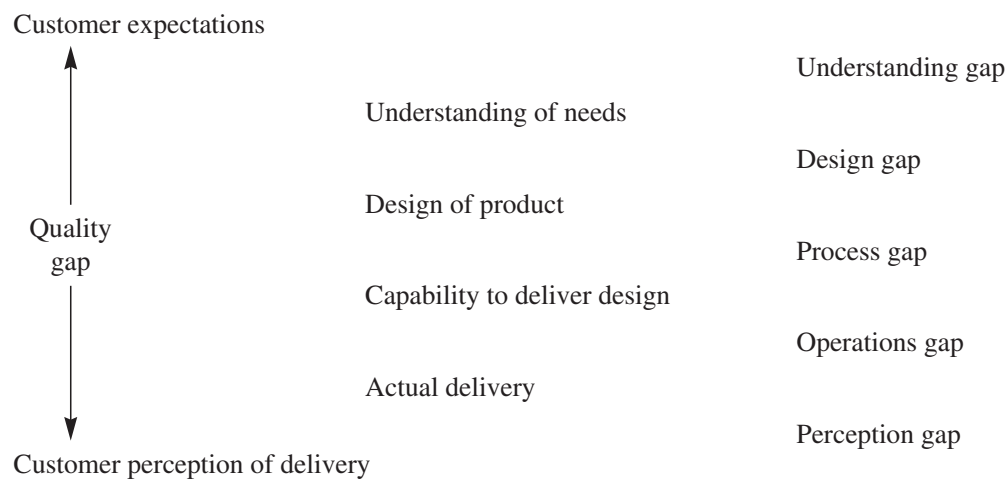 Customer expectations
Understanding gap
Understanding of needs
Design gap
Design of product
Quality
gap
Process gap
Capability to deliver design
Operations gap
Actual delivery
Perception gap
Customer perception of delivery